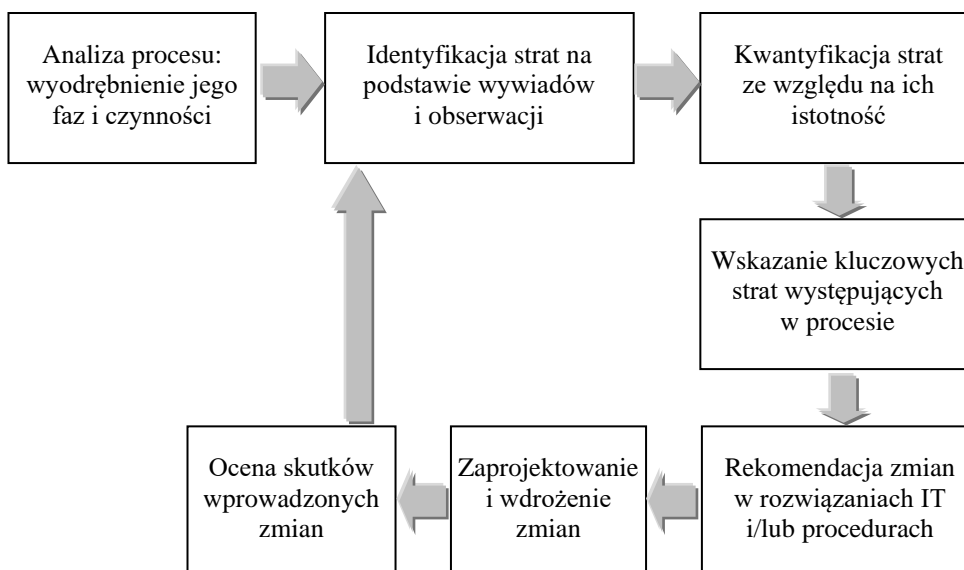 Analiza procesu:
wyodrębnienie jego
faz i czynności
Identyfikacja strat na
podstawie wywiadów
i obserwacji
Kwantyfikacja strat
ze względu na ich
istotność
Wskazanie kluczowych
strat występujących
w procesie
Rekomendacja zmian
w rozwiązaniach IT
i/lub procedurach
Zaprojektowanie
i wdrożenie
zmian
Ocena skutków
wprowadzonych
zmian